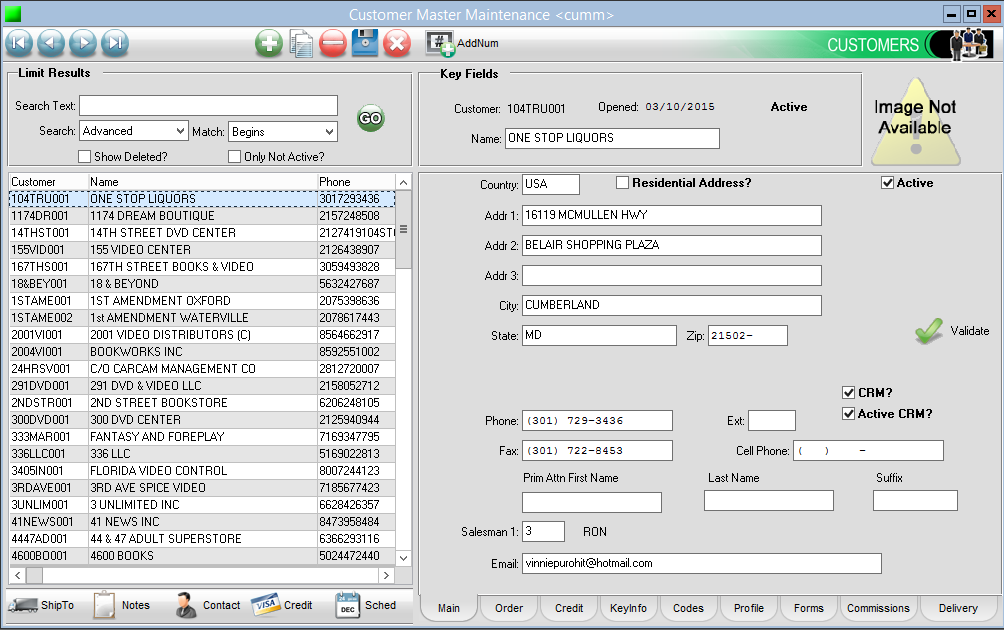 Customer Master Maintenance <cumm>
# AddNum CUSTOMERS
Limit Results
Search Text:
Search: Advanced Match: Begins GO
Show Deleted? Only Not Active?
Key Fields
Customer: 104TRU001 Opened: 03/10/2015 Active
Name: ONE STOP LIQUORS
Image Not
Available
Customer Name Phone
104TRU001 ONE STOP LIQUORS 3017293436
1174DR001 1174 DREAM BOUTIQUE 2157248508
14THST001 14TH STREET DVD CENTER 2127419104ST
155VID001 155 VIDEO CENTER 2126438907
167THS001 167TH STREET BOOKS & VIDEO 3059493828
18&BEY001 18 & BEYOND 5632427687
1STAME001 1ST AMENDMENT OXFORD 2075398636
1STAME002 1st AMENDMENT WATERVILLE 2078617443
2001VI001 2001 VIDEO DISTRIBUTORS (C) 8564662917
2004VI001 BOOKWORKS INC 8592551002
24HRSV001 C/O CARCAM MANAGEMENT CO 2812720007
291DVD001 291 DVD & VIDEO LLC 2158052712
2NDSTR001 2ND STREET BOOKSTORE 6206248105
300DVD001 300 DVD CENTER 2125940944
333MAR001 FANTASY AND FOREPLAY 7169347795
336LLC001 336 LLC 5169022813
3405IN001 FLORIDA VIDEO CONTROL 8007244123
3RDAVE001 3RD AVE SPICE VIDEO 7185677423
3UNLIM001 3 UNLIMITED INC 6628426357
41NEWS001 41 NEWS INC 8473958484
4447AD001 44 & 47 ADULT SUPERSTORE 6366293116
4600BO001 4600 BOOKS 5024472440
Country: USA Residential Address? Active
Addr 1: 16119 MCMULLEN HWY
Addr 2: BELAIR SHOPPING PLAZA
Addr 3:
City: CUMBERLAND
State: MD Zip: 21502- Validate
CRM?
Active CRM?
Phone: (301) 729-3436 Ext:
Fax: (301) 722-8453 Cell Phone: ( ) -
Prim Attn First Name Last Name Suffix
Salesman 1: 3 RON
Email: vinniepurohit@hotmail.com
ShipTo Notes Contact VISA Credit DEC Sched
Main Order Credit KeyInfo Codes Profile Forms Commissions Delivery